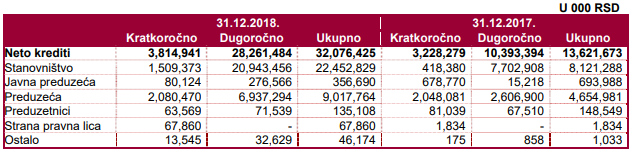 U 000 RSD
31.12.2018. 31.12.2017.
Kratkoročno Dugoročno Ukupno Kratkoročno Dugoročno Ukupno
Neto krediti 3,814,941 28,261,484 32,076,425 3,228,279 10,393,394 13,621,673
Stanovništvo 1,509,373 20,943,456 22,452,829 418,380 7,702,908 8,121,288
Javna preduzeća 80,124 276,566 356,690 678,770 15,218 693,988
Preduzeća 2,080,470 6,937,294 9,017,764 2,048,081 2,606,900 4,654,981
Preduzetnici 63,569 71,539 135,108 81,039 67,510 148,549
Strana pravna lica 67,860 - 67,860 1,834 - 1,834
Ostalo 13,545 32,629 46,174 175 858 1,033